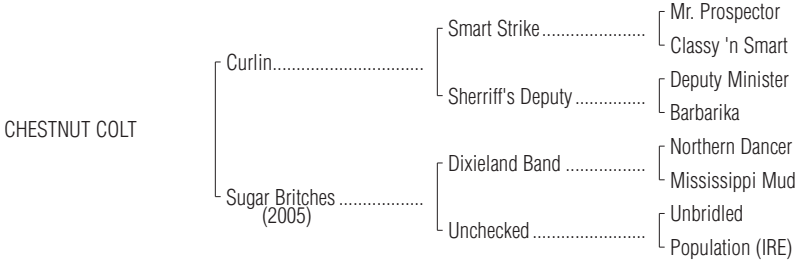 Mr. Prospector
Smart Strike......................
Classy 'n Smart
Curlin................................
Deputy Minister
Sherriff's Deputy ...............
Barbarika
CHESTNUT COLT
Northern Dancer
Dixieland Band .................
Mississippi Mud
Sugar Britches ..................
(2005)
Unbridled
Unchecked ........................
Population (IRE)